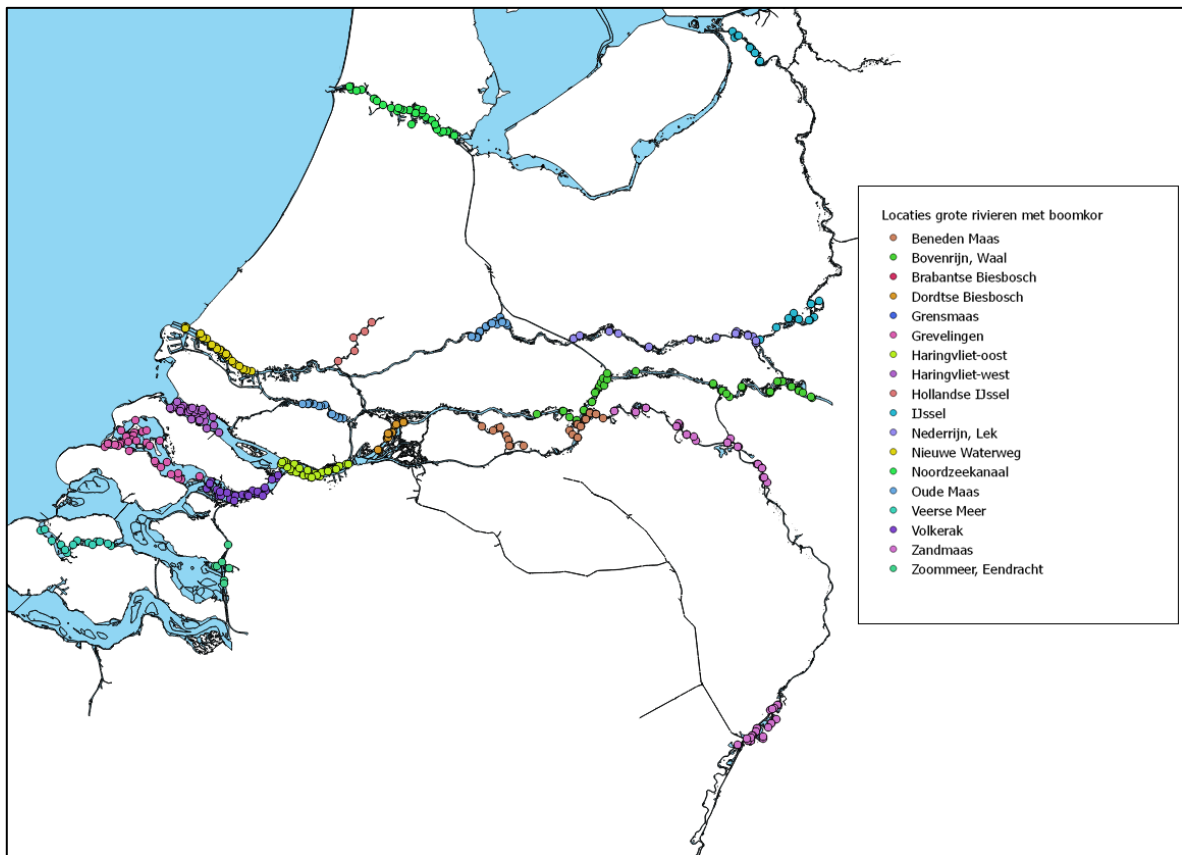 Locaties grote rivieren met boomkor
Beneden Maas
Bovenrijn, Waal
Brabantse Biesbosch
Dordtse Biesbosch
Grensmaas
Grevelingen
Haringvliet-oost
Haringvliet-west
Hollandse IJssel
IJssel
Nederrijn, Lek
Nieuwe Waterweg
Noordzeekanaal
Oude Maas
Veerse Meer
Volkerak
Zandmaas
Zoommeer, Eendracht